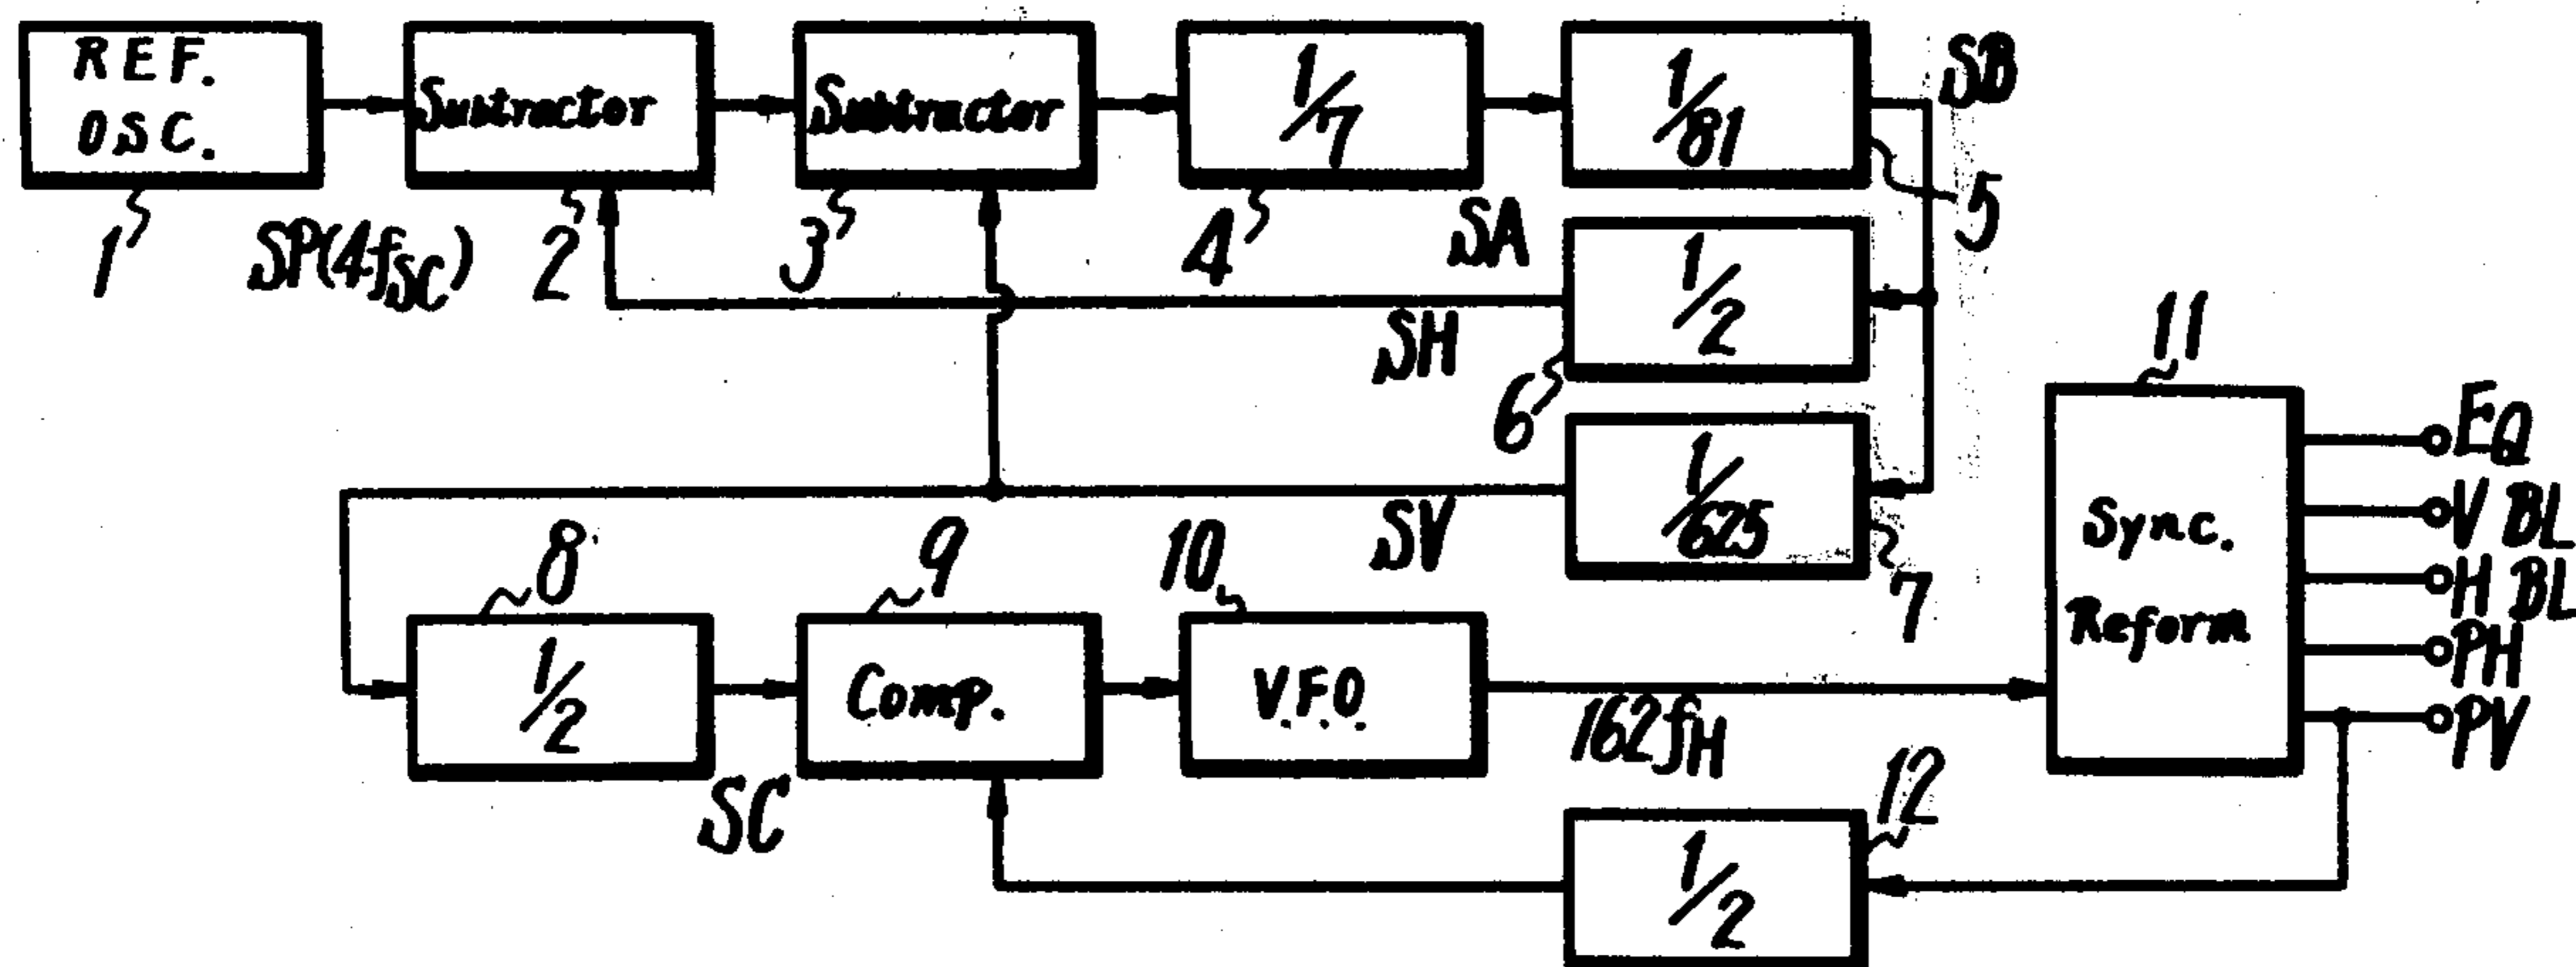 REF.
OSC.
Subtractor
Subtractor
1/7
1/81
SB
1
SP(4fSC)
2
3
4
SA
5
1/2
SH
6
11
1/625
SV
7
8
9
10
EQ
V BL
H BL
PH
PV
Sync.
Reform
1/2
Comp.
V.F.O.
162fH
SC
12
1/2